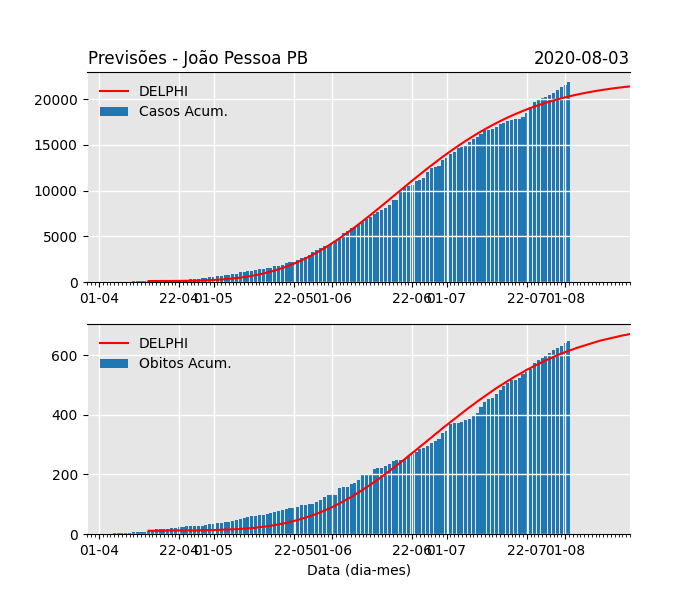 Previsões - João Pessoa PB 2020-08-03
DELPHI
Casos Acum.
20000
15000
10000
5000
0
01-04 22-04 01-05 22-05 01-06 22-06 01-07 22-07 01-08
DELPHI
Obitos Acum.
600
400
200
0
01-04 22-04 01-05 22-05 01-06 22-06 01-07 22-07 01-08
Data (dia-mes)